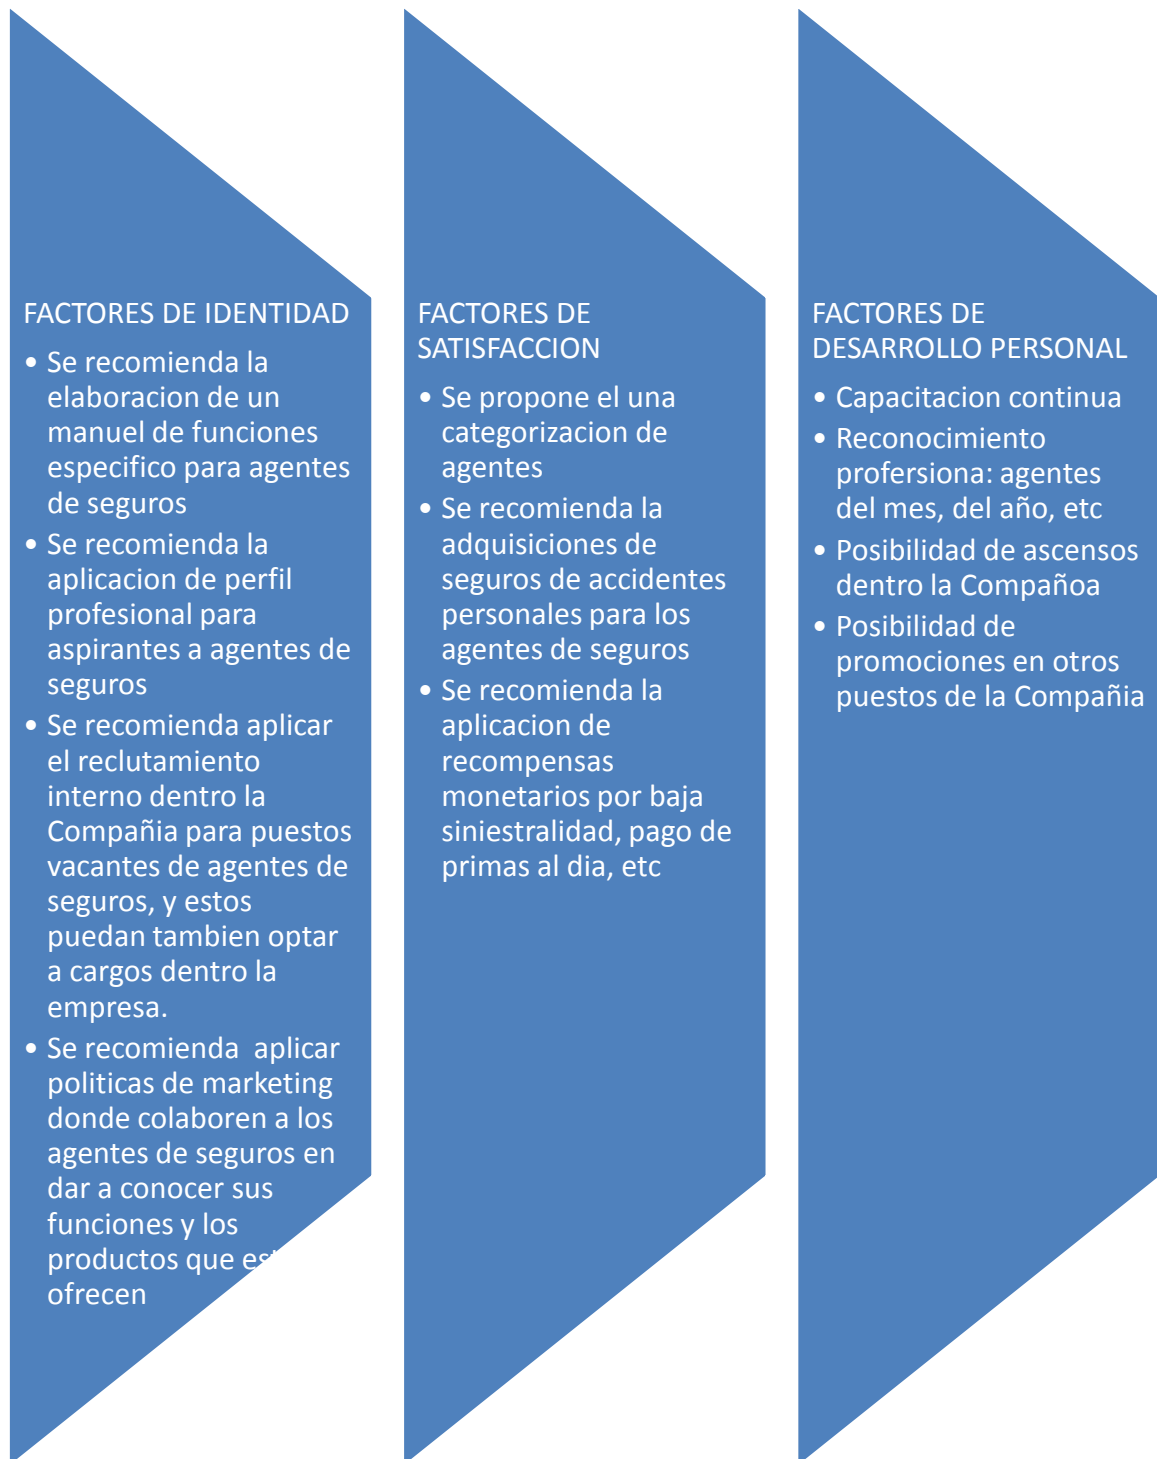 FACTORES DE IDENTIDAD
• Se recomienda la
elaboracion de un
manuel de funciones
especifico para agentes
de seguros
• Se recomienda la
aplicacion de perfil
profesional para
aspirantes a agentes de
seguros
• Se recomienda aplicar
el reclutamiento
interno dentro la
Compañia para puestos
vacantes de agentes de
seguros, y estos
puedan tambien optar
a cargos dentro la
empresa.
• Se recomienda  aplicar
politicas de marketing
donde colaboren a los
agentes de seguros en
dar a conocer sus
funciones y los
productos que
ofrecen
FACTORES DE
SATISFACCION
• Se propone el una
categorizacion de
agentes
• Se recomienda la
adquisiciones de
seguros de accidentes
personales para los
agentes de seguros
• Se recomienda la
aplicacion de
recompensas
monetarios por baja
siniestralidad, pago de
primas al dia, etc
FACTORES DE
DESARROLLO PERSONAL
• Capacitacion continua
• Reconocimiento
profersiona: agentes
del mes, del año, etc
• Posibilidad de ascensos
dentro la Compañoa
• Posibilidad de
promociones en otros
puestos de la Compañia